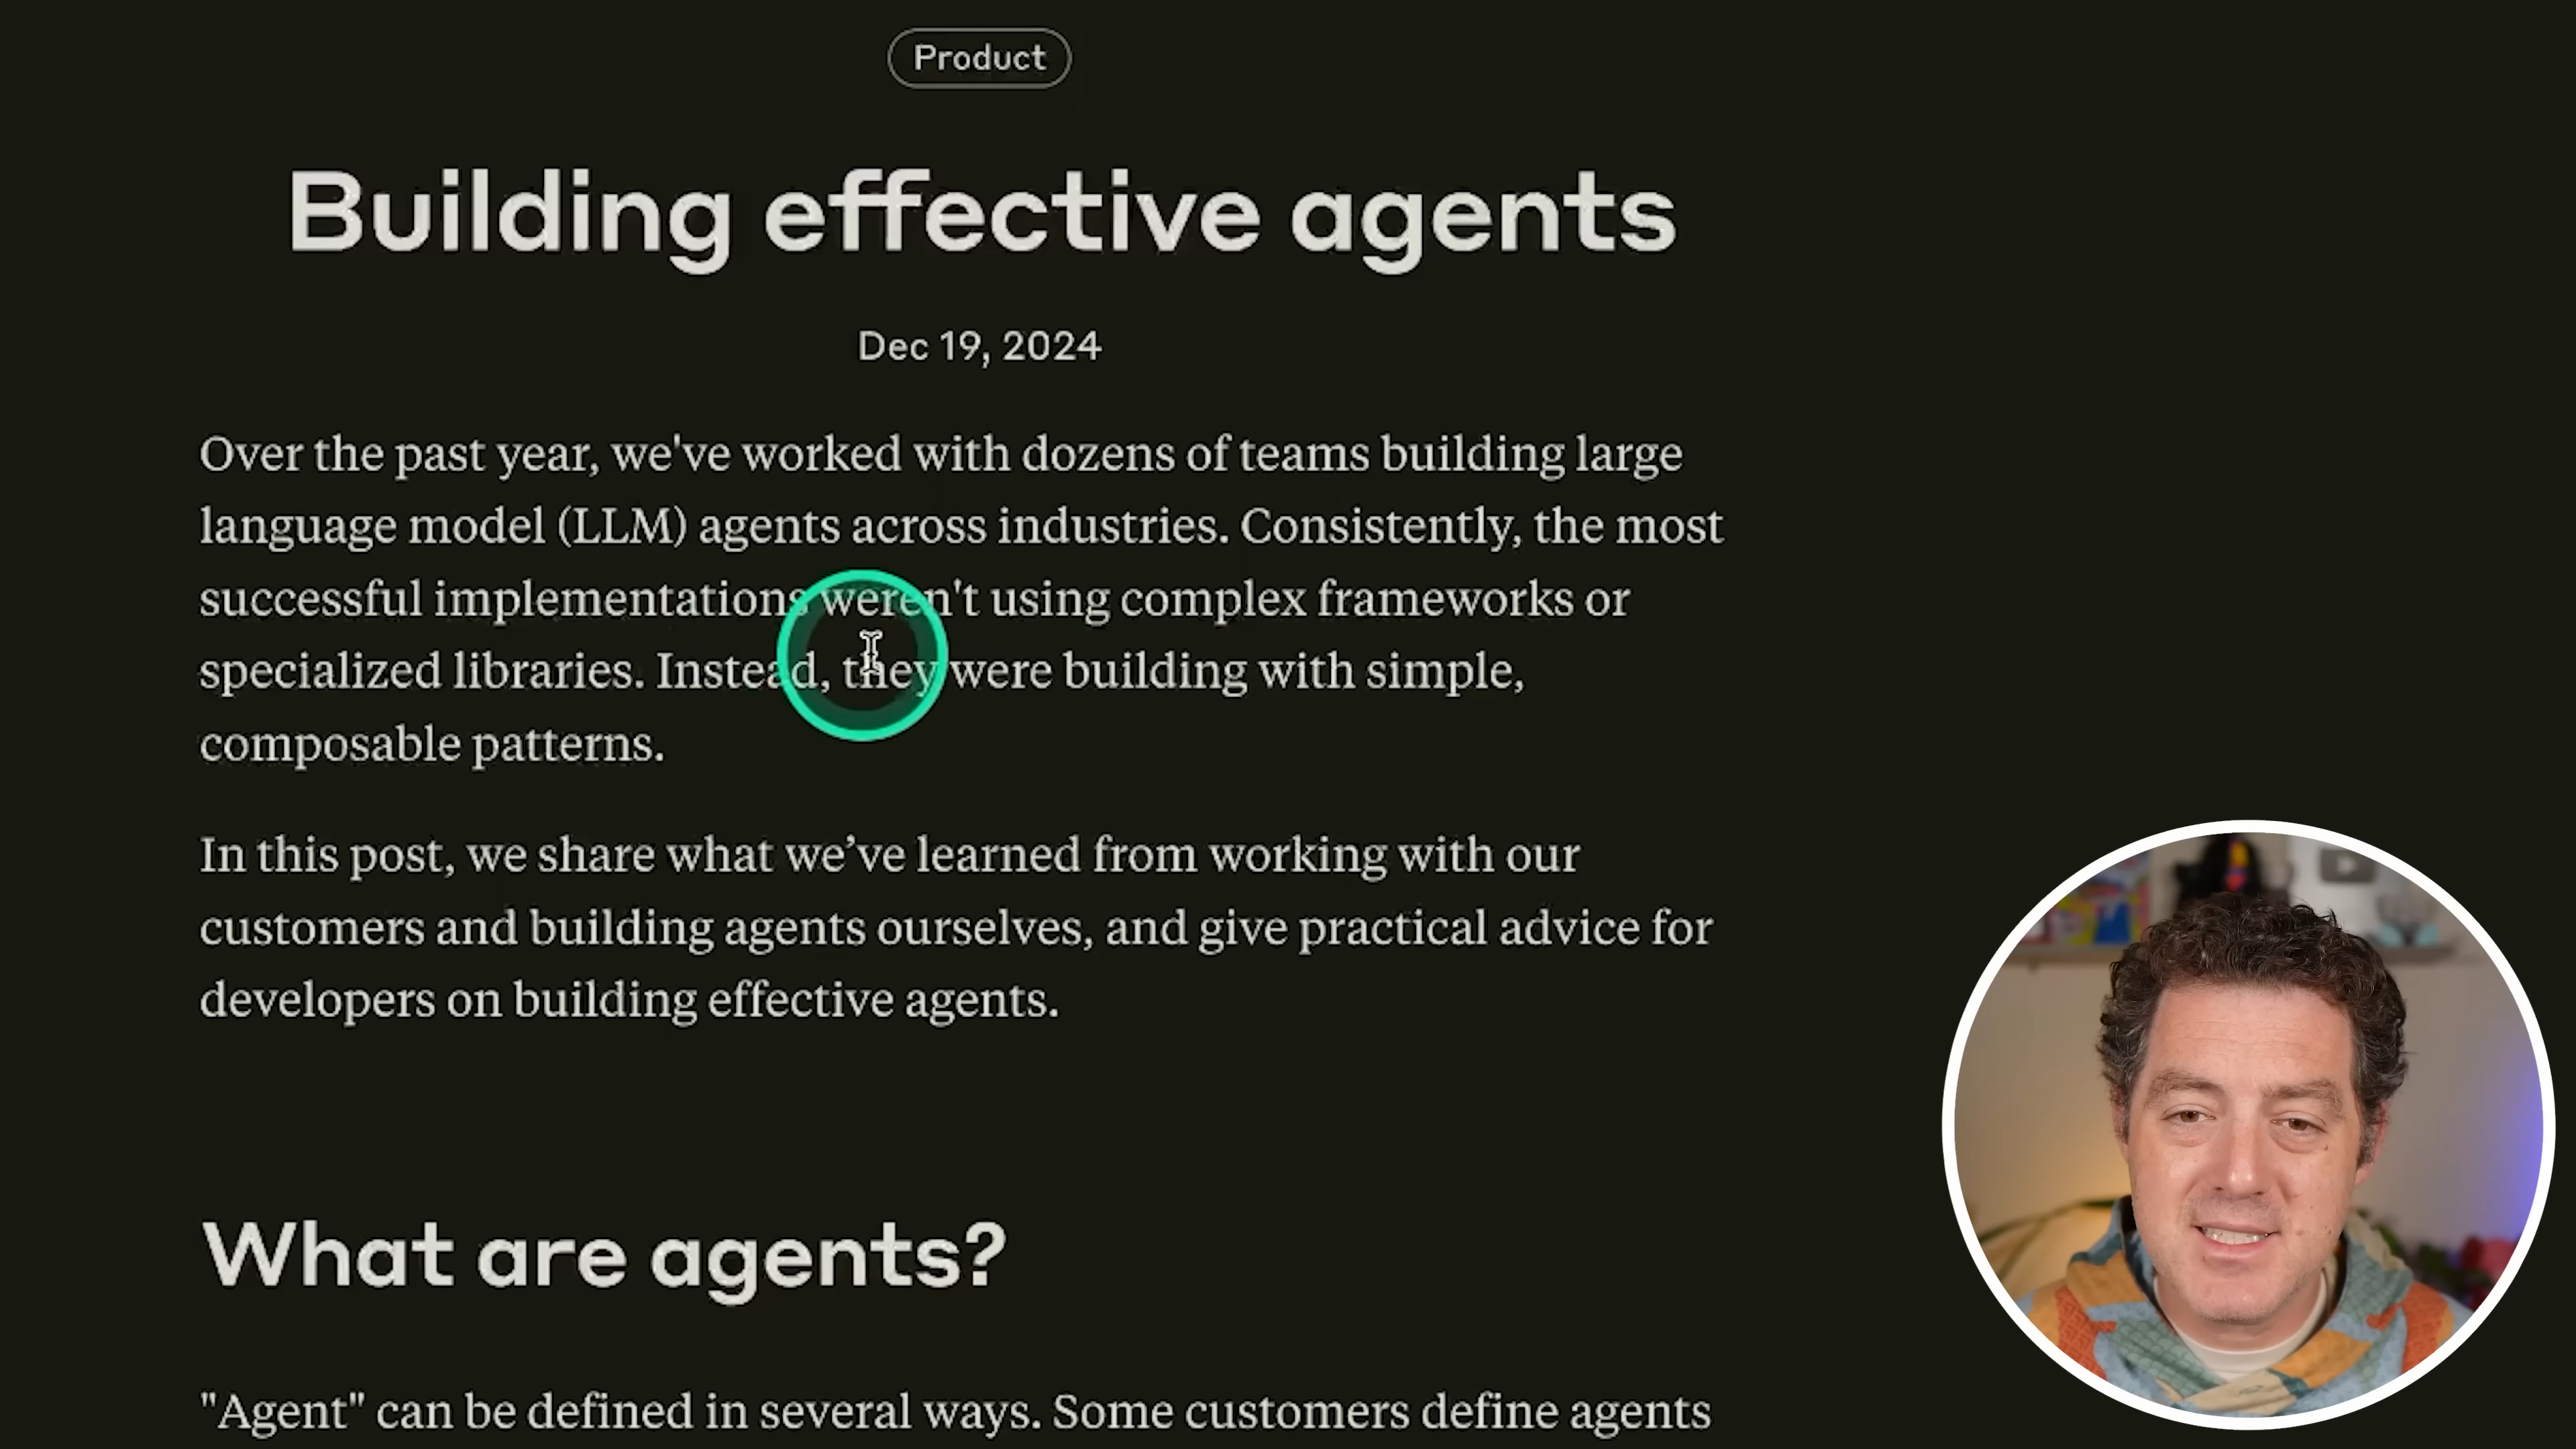 Product
Building effective agents
Dec 19, 2024
Over the past year, we've worked with dozens of teams building large
language model (LLM) agents across industries. Consistently, the most
successful implementations weren't using complex frameworks or
specialized libraries. Instead, they were building with simple,
composable patterns.
In this post, we share what we’ve learned from working with our
customers and building agents ourselves, and give practical advice for
developers on building effective agents.
What are agents?
"Agent" can be defined in several ways. Some customers define agents